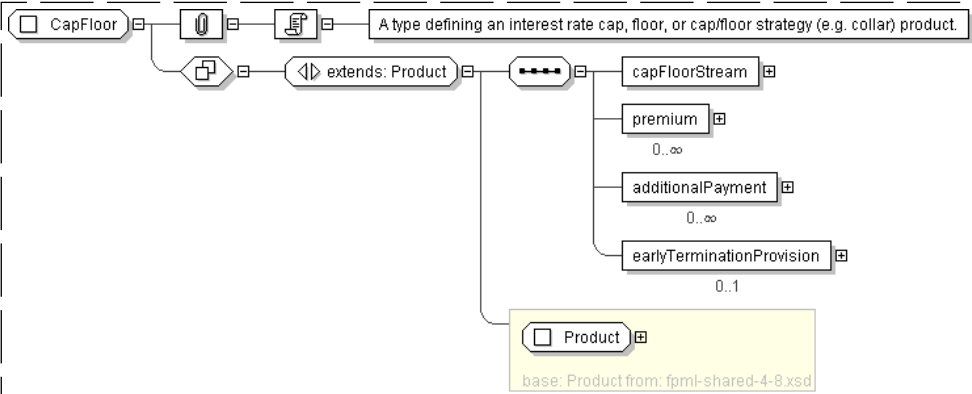 CapFloor
A type defining an interest rate cap, floor, or cap/floor strategy (e.g. collar) product.
extends: Product
capFloorStream
premium
0..∞
additionalPayment
0..∞
earlyTerminationProvision
0..1
Product
base: Product from: fpml-shared-4-8.xsd